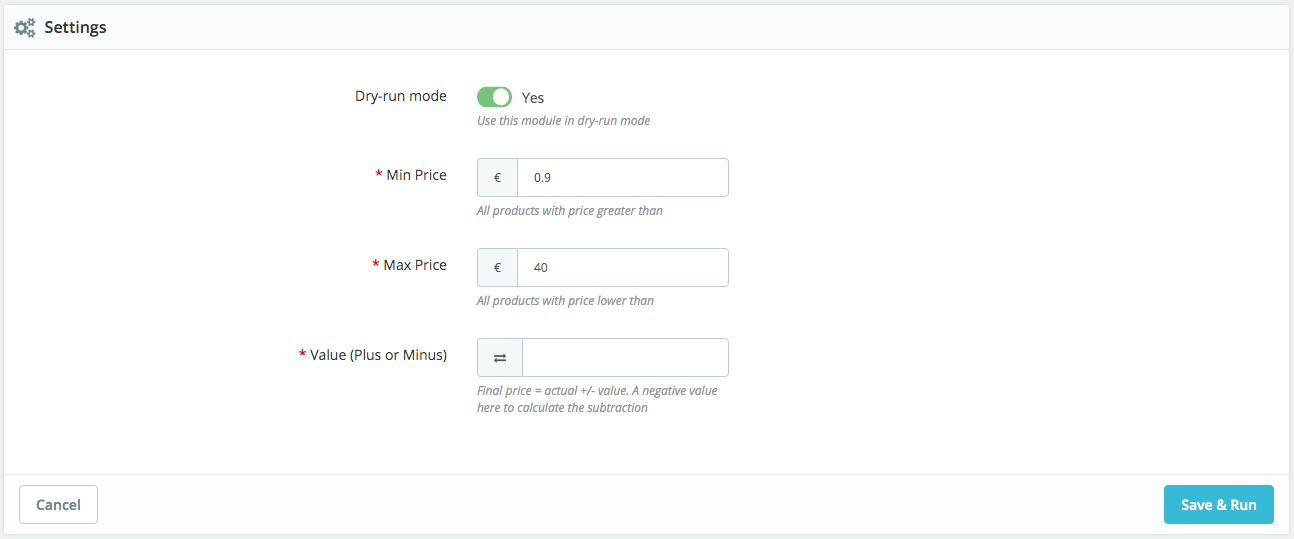 Settings
Dry-run mode
Yes
Use this module in dry-run mode
* Min Price
€
0.9
All products with price greater than
* Max Price
€
40
All products with price lower than
* Value (Plus or Minus)
Final price = actual +/- value. A negative value
here to calculate the subtraction
Cancel
Save & Run